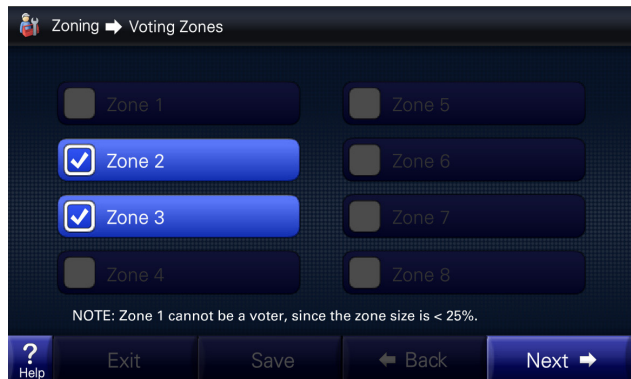 Zoning ➡ Voting Zones
Zone 1
Zone 5
Zone 2
Zone 6
Zone 3
Zone 7
Zone 4
Zone 8
NOTE: Zone 1 cannot be a voter, since the zone size is < 25%.
? Help
Exit
Save
⬅ Back
Next ➡